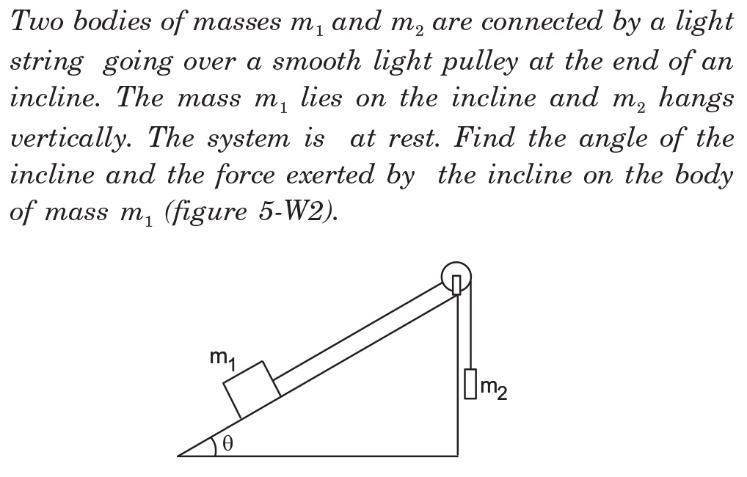 Two bodies of masses m₁ and m₂ are connected by a light
string going over a smooth light pulley at the end of an
incline. The mass m₁ lies on the incline and m₂ hangs
vertically. The system is at rest. Find the angle of the
incline and the force exerted by the incline on the body
of mass m₁ (figure 5-W2).
m₁
m₂
θ